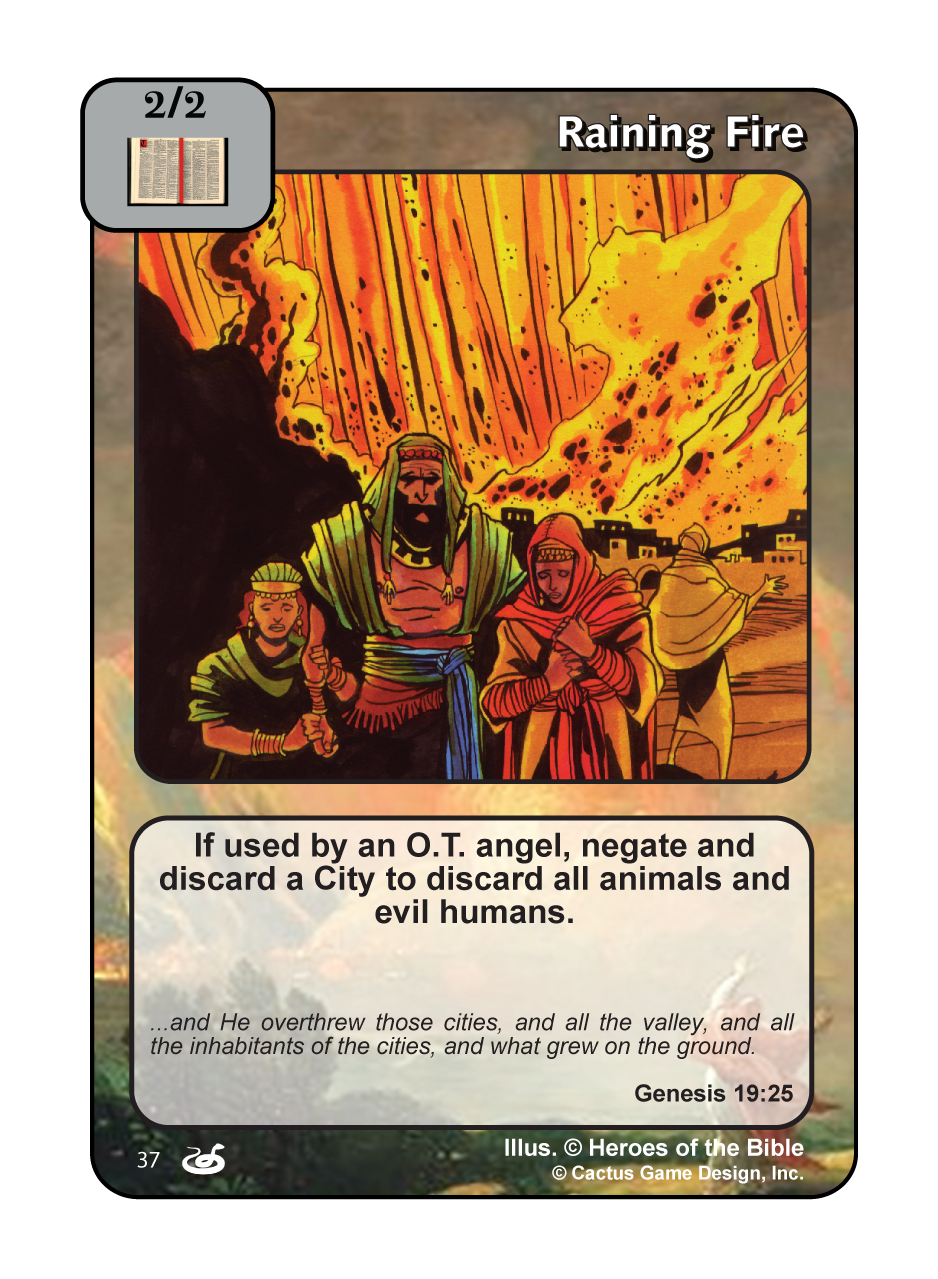 2/2
Raining Fire
If used by an O.T. angel, negate and
discard a City to discard all animals and
evil humans.
...and He overthrew those cities, and all the valley, and all
the inhabitants of the cities, and what grew on the ground.
Genesis 19:25
37
Illus. © Heroes of the Bible
© Cactus Game Design, Inc.